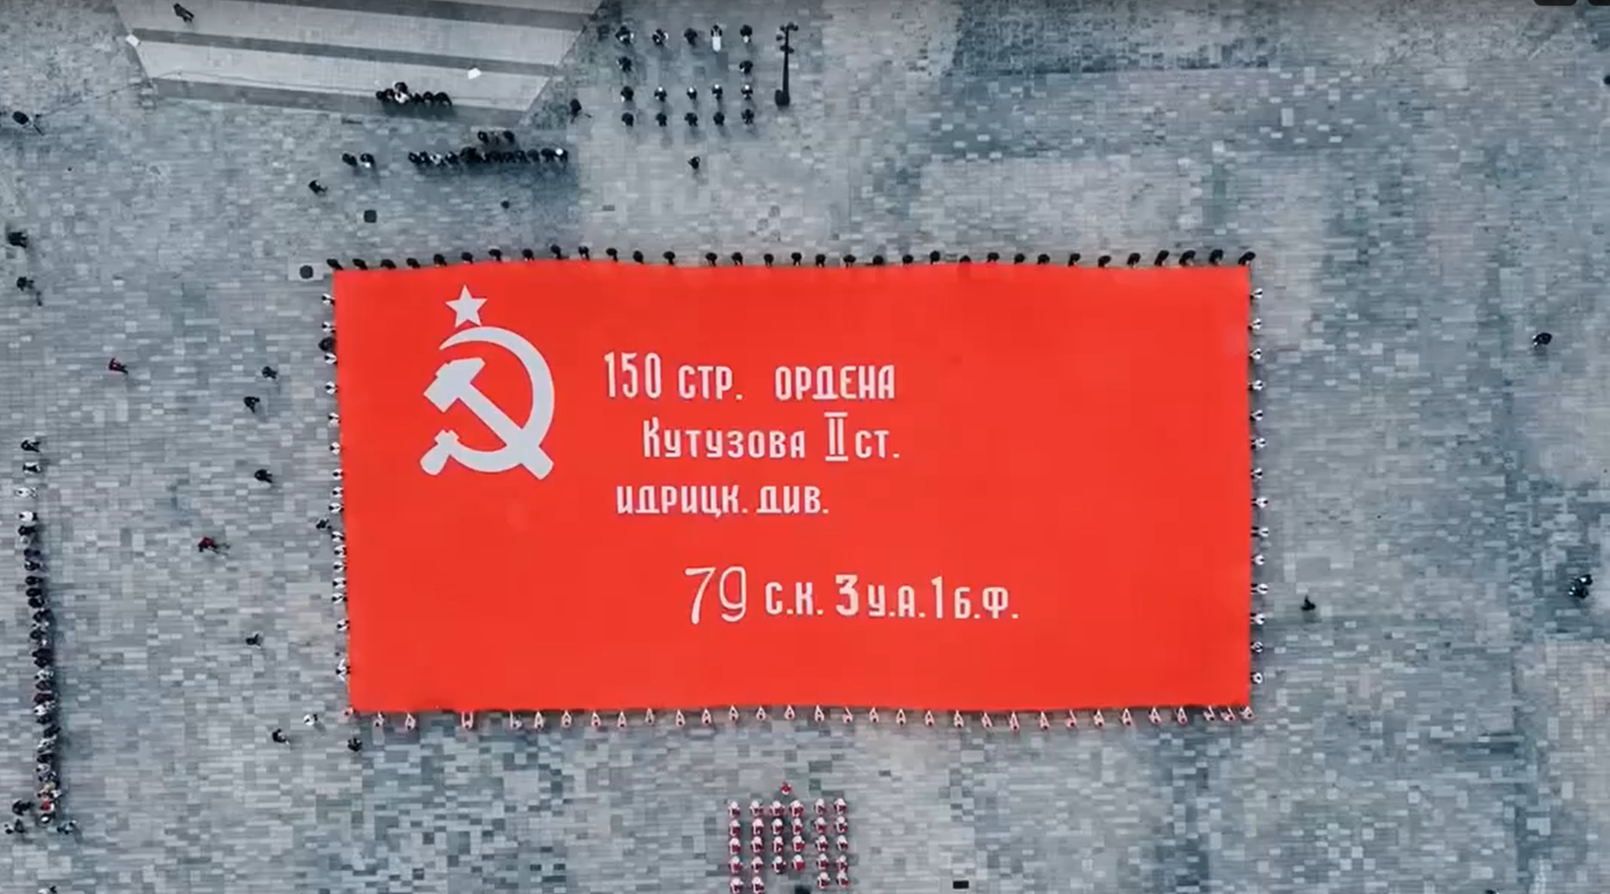 150 СТР. ОРДЕНА
КУТУЗОВА II СТ.
ИДРИЦК. ДИВ.
79 С.К. 3 У.А. 1 Б.Ф.